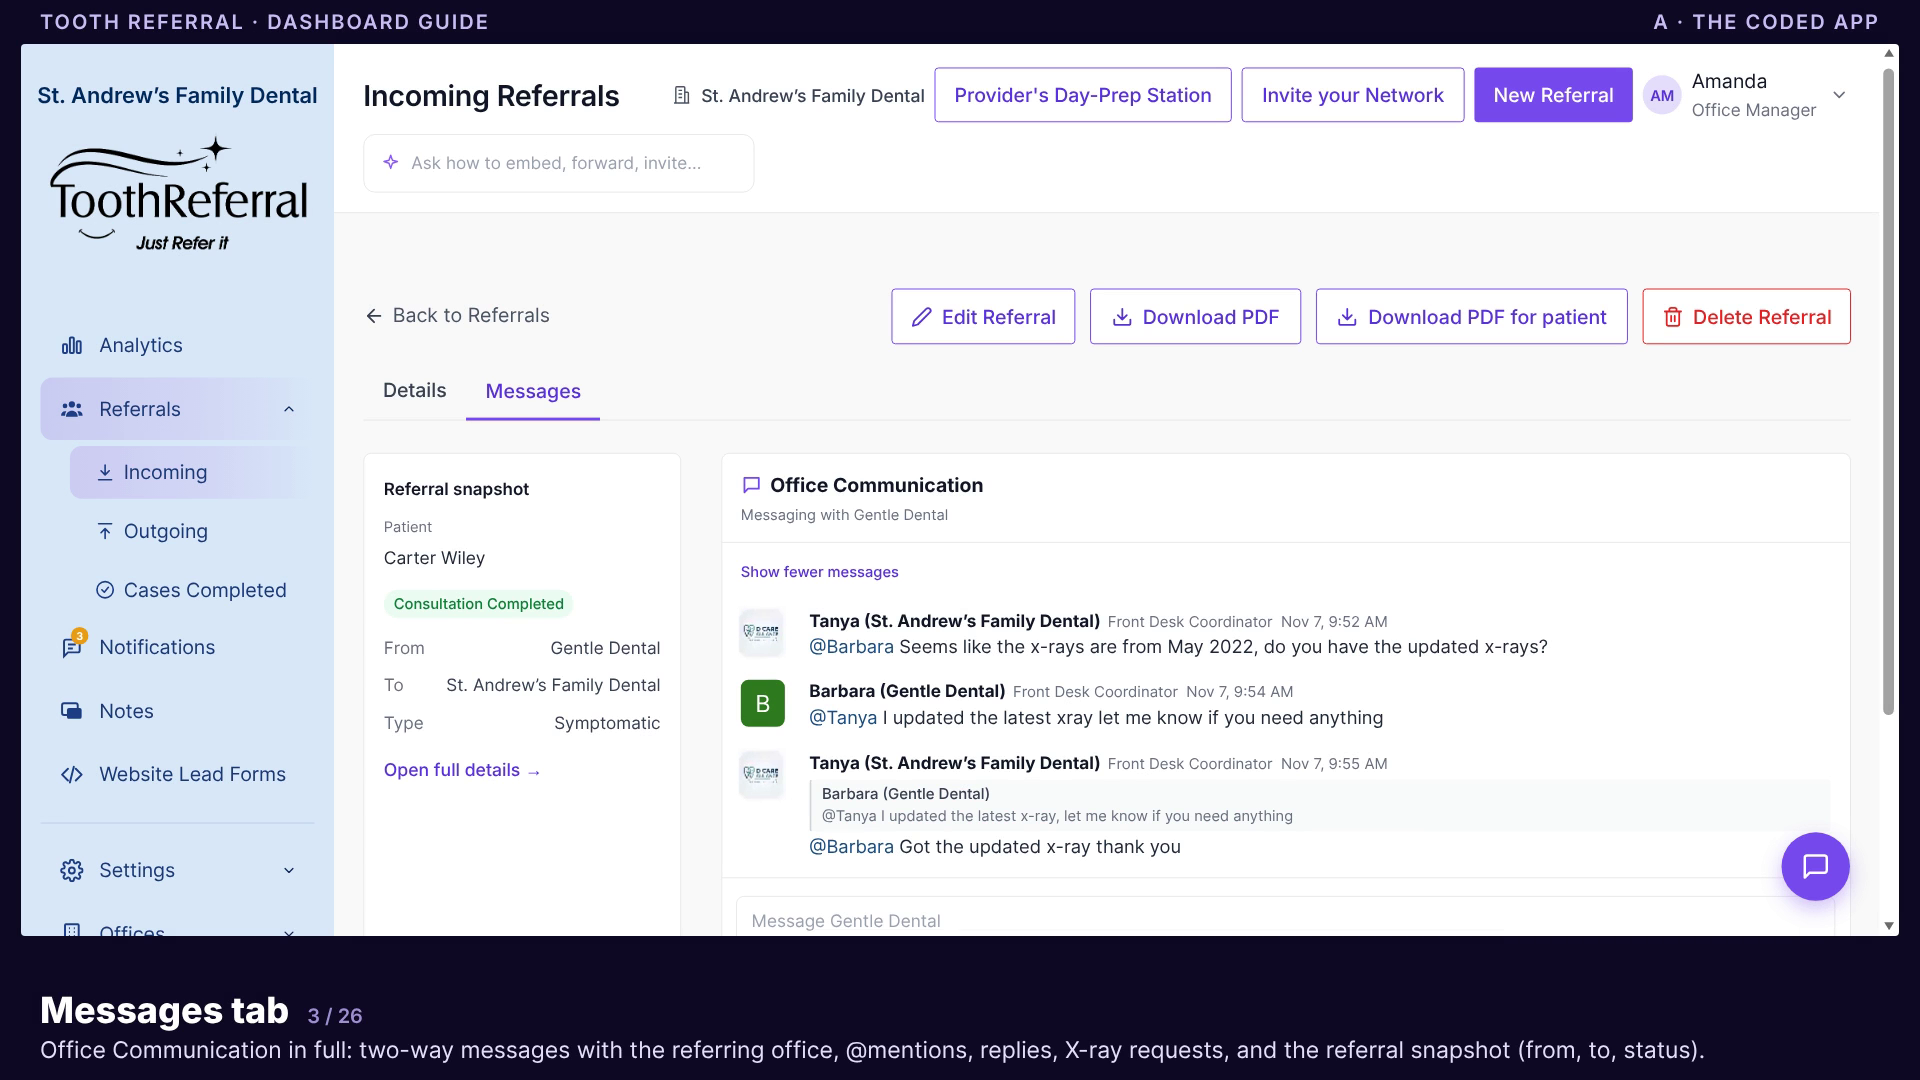 TOOTH REFERRAL · DASHBOARD GUIDE
A · THE CODED APP
St. Andrew’s Family Dental
ToothReferral
Just Refer it
Analytics
Referrals
Incoming
Outgoing
Cases Completed
3
Notifications
Notes
Website Lead Forms
Settings
Offices
Incoming Referrals
St. Andrew’s Family Dental
Provider's Day-Prep Station
Invite your Network
New Referral
AM
Amanda
Office Manager
Ask how to embed, forward, invite...
← Back to Referrals
Edit Referral
Download PDF
Download PDF for patient
Delete Referral
Details
Messages
Referral snapshot
Patient
Carter Wiley
Consultation Completed
From Gentle Dental
To St. Andrew’s Family Dental
Type Symptomatic
Open full details →
Office Communication
Messaging with Gentle Dental
Show fewer messages
Tanya (St. Andrew’s Family Dental) Front Desk Coordinator Nov 7, 9:52 AM
@Barbara Seems like the x-rays are from May 2022, do you have the updated x-rays?
B
Barbara (Gentle Dental) Front Desk Coordinator Nov 7, 9:54 AM
@Tanya I updated the latest xray let me know if you need anything
Tanya (St. Andrew’s Family Dental) Front Desk Coordinator Nov 7, 9:55 AM
Barbara (Gentle Dental)
@Tanya I updated the latest x-ray, let me know if you need anything
@Barbara Got the updated x-ray thank you
Message Gentle Dental
Messages tab 3 / 26
Office Communication in full: two-way messages with the referring office, @mentions, replies, X-ray requests, and the referral snapshot (from, to, status).